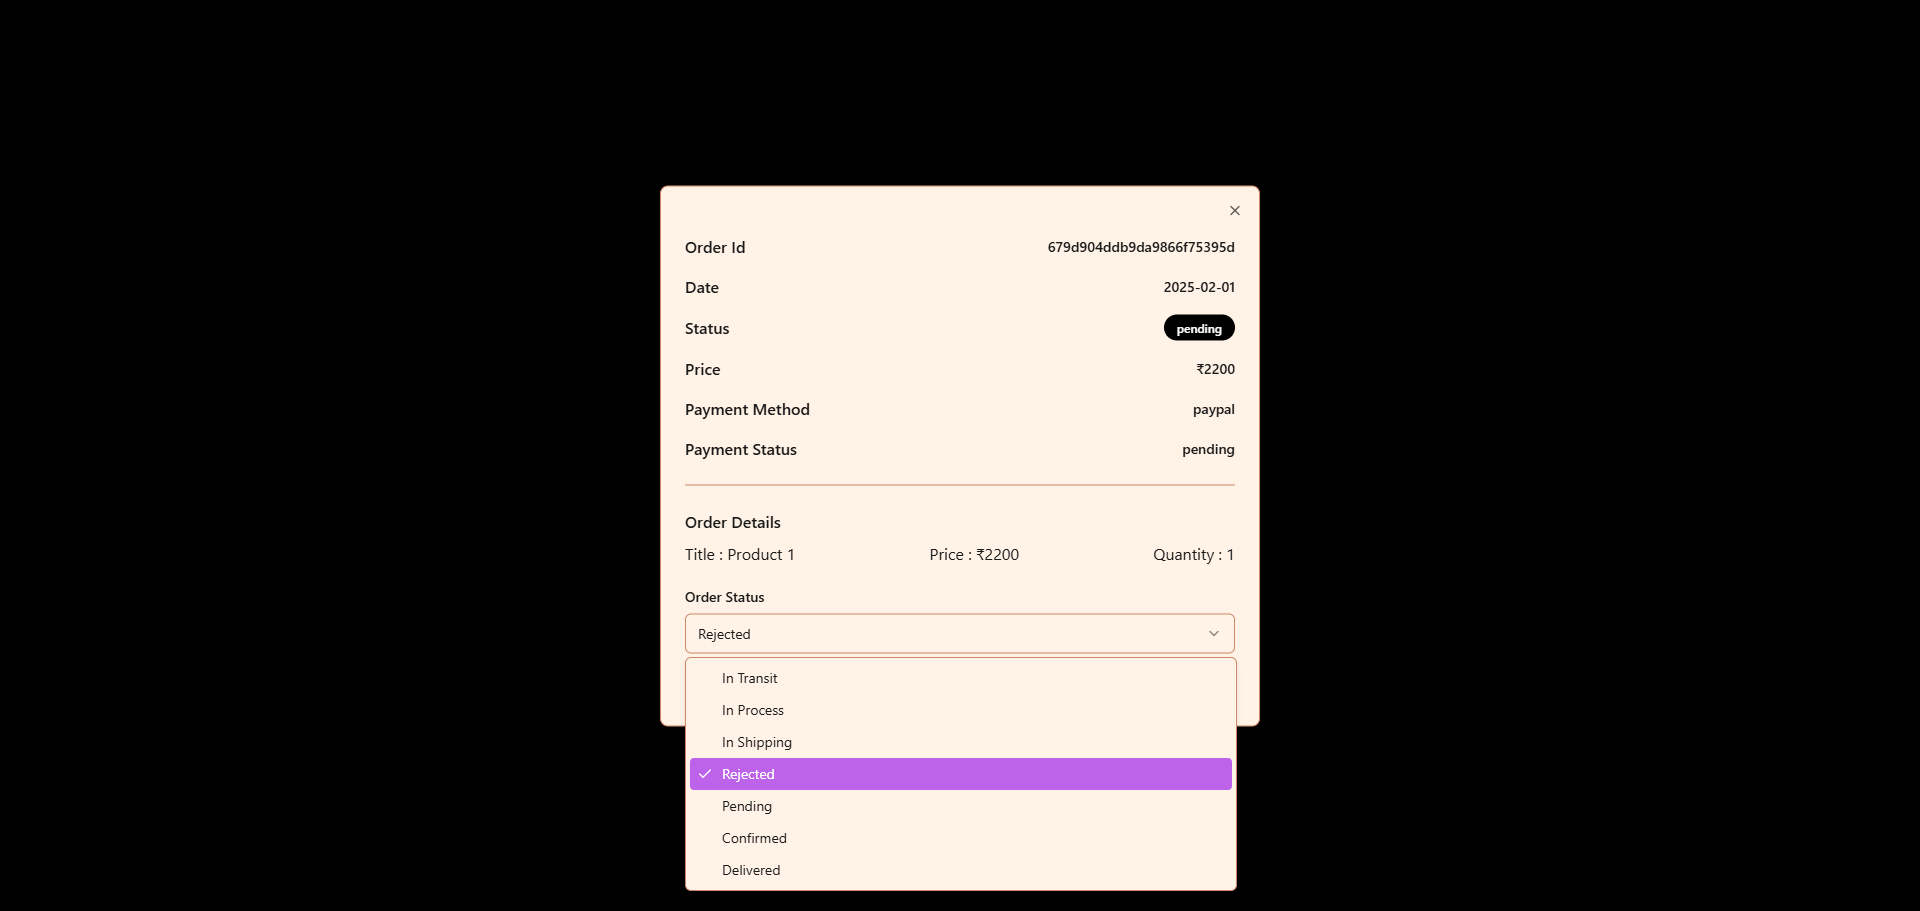 Order Id 679d904ddb9da9866f75395d
Date 2025-02-01
Status pending
Price ₹2200
Payment Method paypal
Payment Status pending
Order Details
Title : Product 1 Price : ₹2200 Quantity : 1
Order Status
Rejected
In Transit
In Process
In Shipping
Rejected
Pending
Confirmed
Delivered